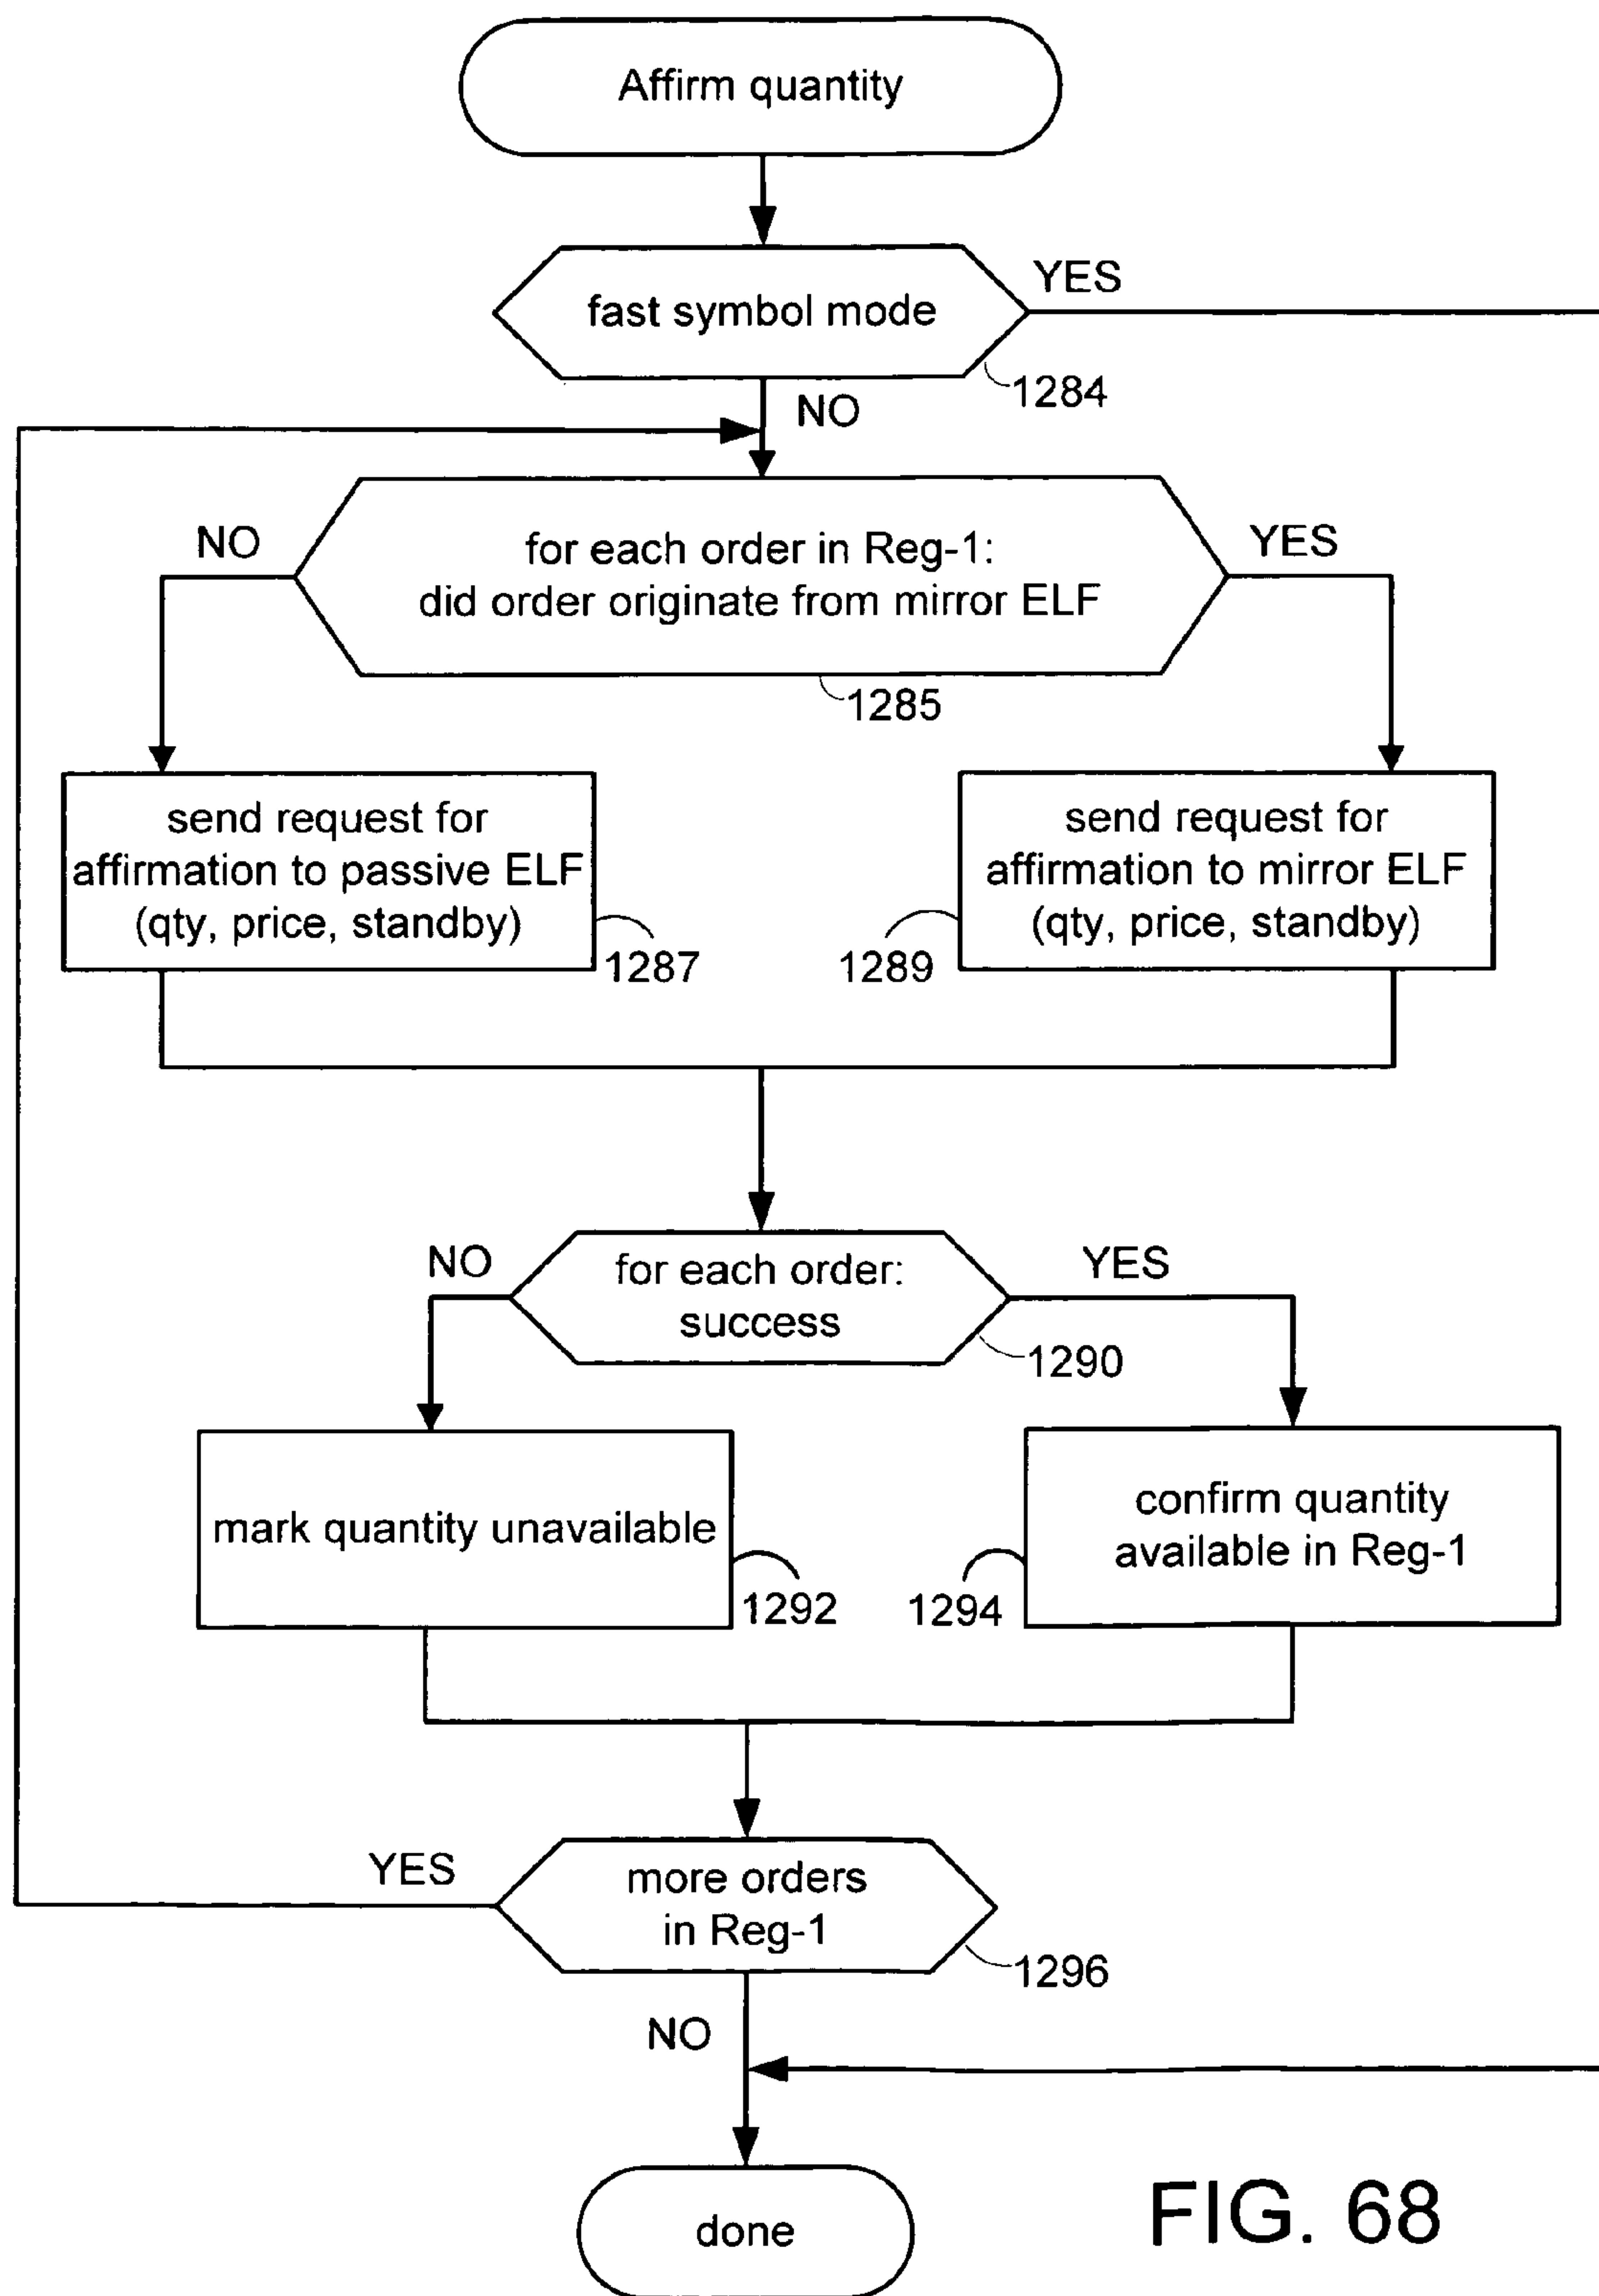 Affirm quantity
fast symbol mode
YES
1284
NO
NO
for each order in Reg-1:
did order originate from mirror ELF
YES
1285
send request for
affirmation to passive ELF
(qty, price, standby)
1287
send request for
affirmation to mirror ELF
(qty, price, standby)
1289
NO
for each order:
success
YES
1290
mark quantity unavailable
1292
confirm quantity
available in Reg-1
1294
YES
more orders
in Reg-1
1296
NO
done
FIG. 68